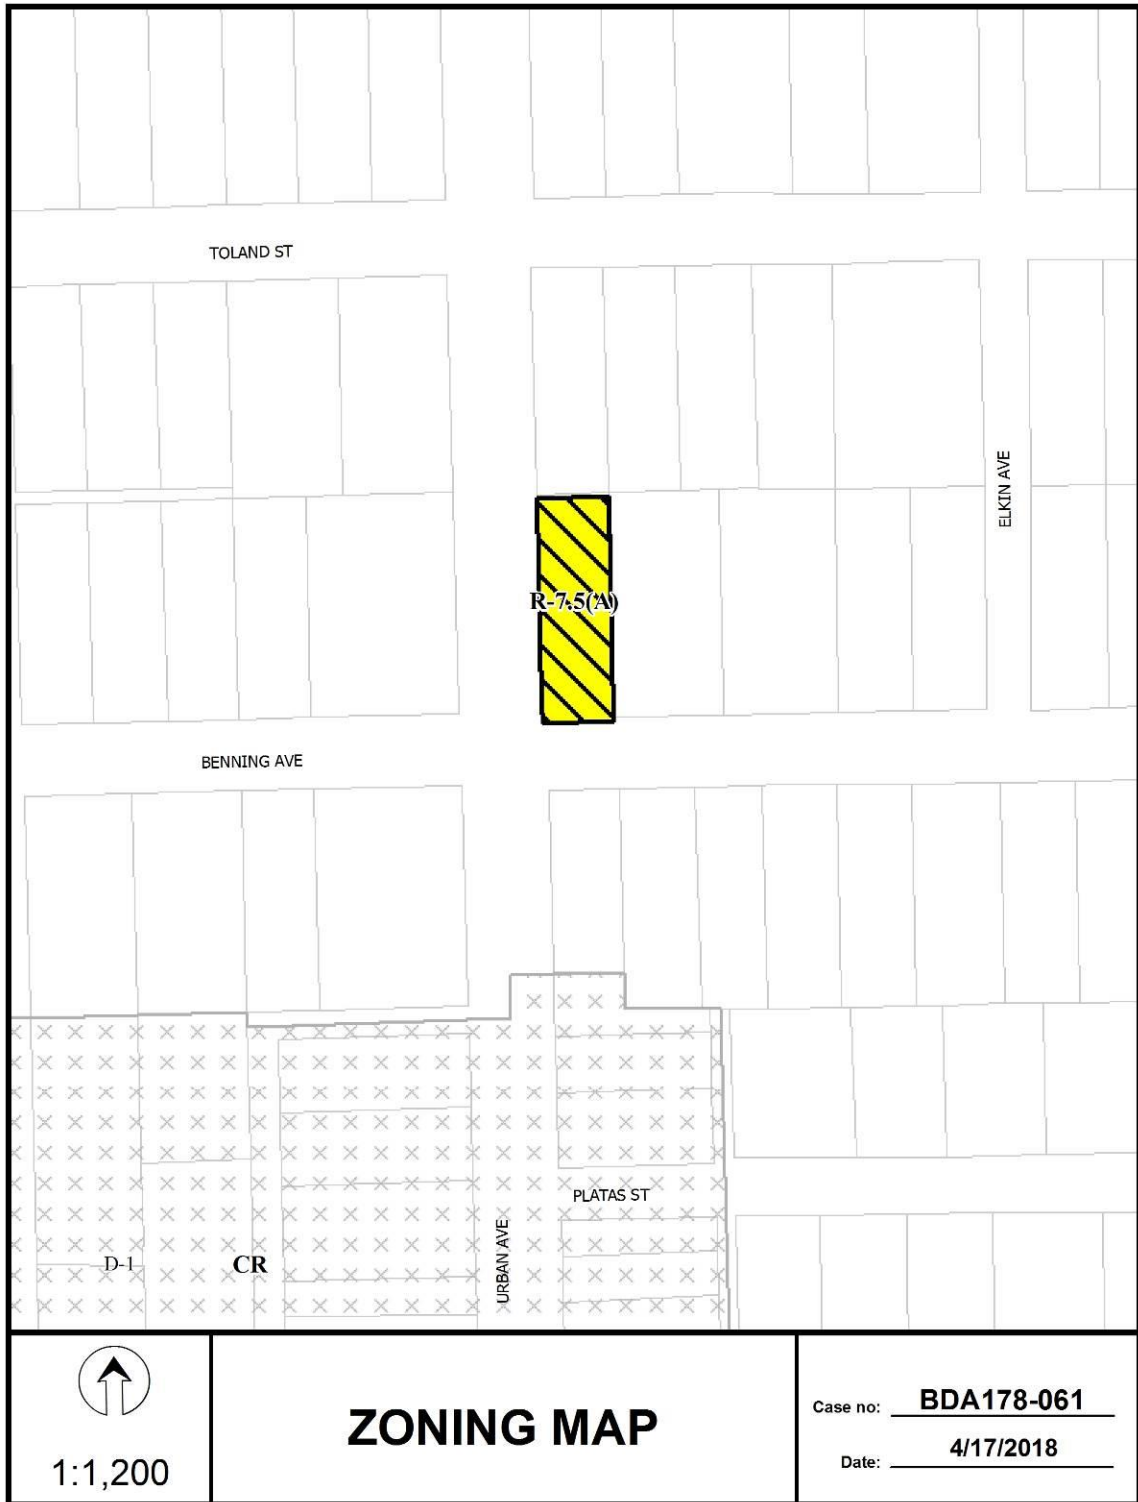 TOLAND ST
ELKIN AVE
R-7.5(A)
BENNING AVE
PLATAS ST
URBAN AVE
D-1
CR
1:1,200
ZONING MAP
Case no: BDA178-061
Date: 4/17/2018